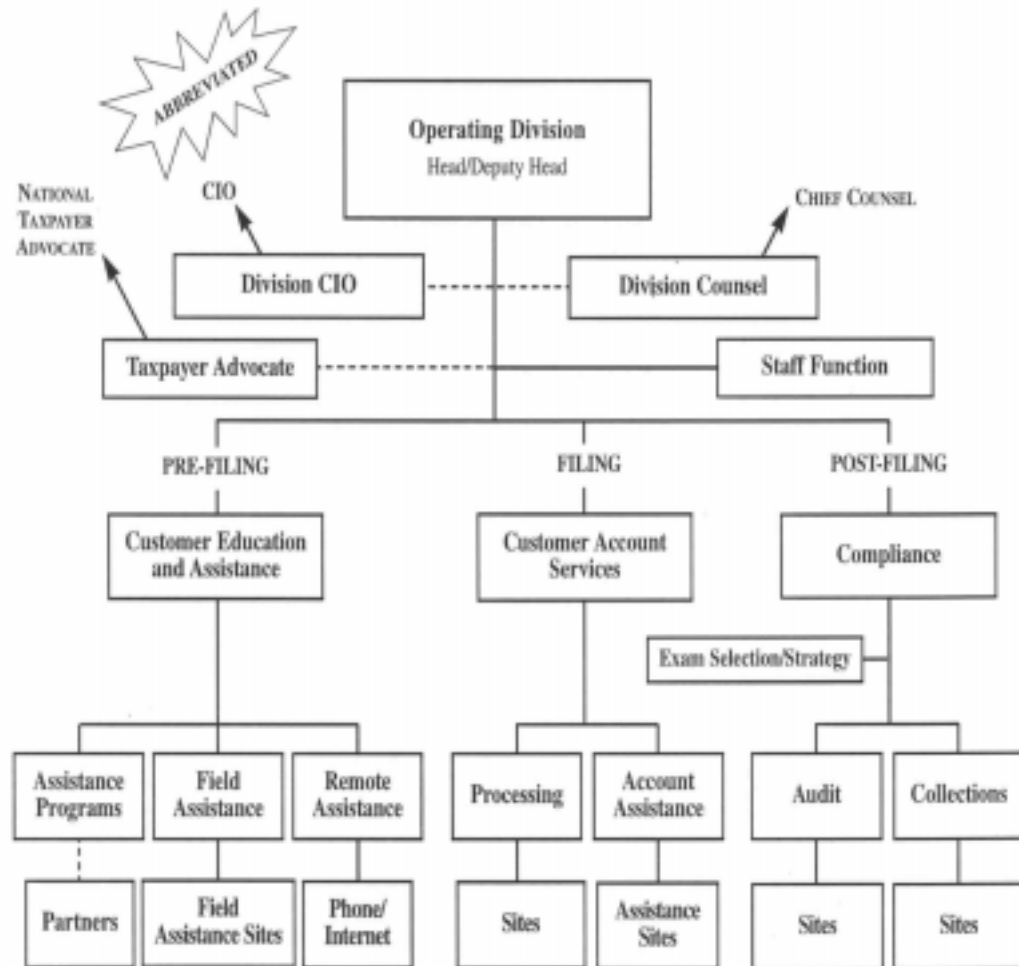 ABBREVIATED
Operating Division
Head/Deputy Head
NATIONAL
TAXPAYER
ADVOCATE
CIO
CHIEF COUNSEL
Division CIO
Division Counsel
Taxpayer Advocate
Staff Function
PRE-FILING
FILING
POST-FILING
Customer Education
and Assistance
Customer Account
Services
Compliance
Exam Selection/Strategy
Assistance
Programs
Field
Assistance
Remote
Assistance
Processing
Account
Assistance
Audit
Collections
Partners
Field
Assistance Sites
Phone/
Internet
Sites
Assistance
Sites
Sites
Sites